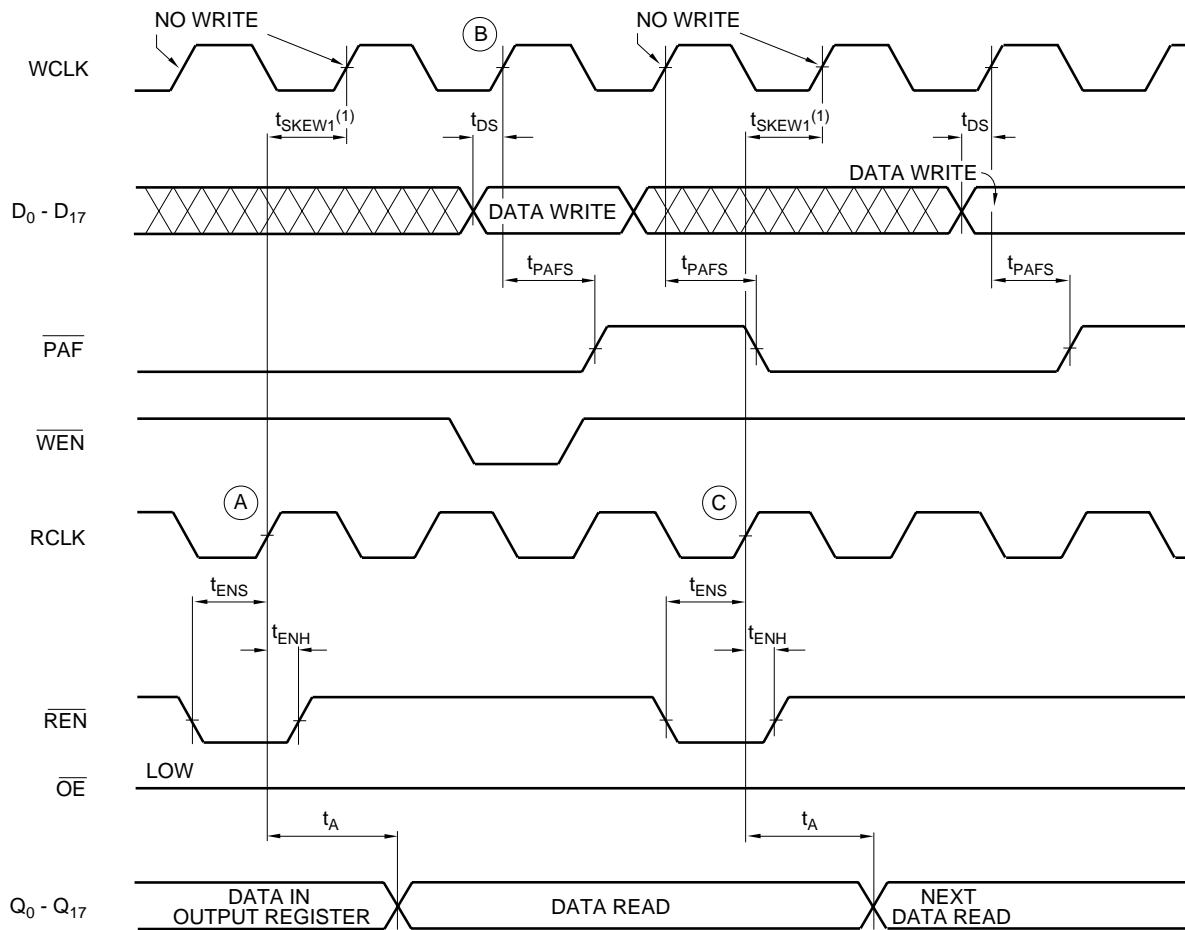 NO WRITE
B
NO WRITE
WCLK
tSKEW1(1)
tDS
tSKEW1(1)
tDS
DATA WRITE
D0 - D17
DATA WRITE
tPAFS
tPAFS
tPAFS
PAF
WEN
A
C
RCLK
tENS
tENS
tENH
tENH
REN
LOW
OE
tA
tA
Q0 - Q17
DATA IN
OUTPUT REGISTER
DATA READ
NEXT
DATA READ